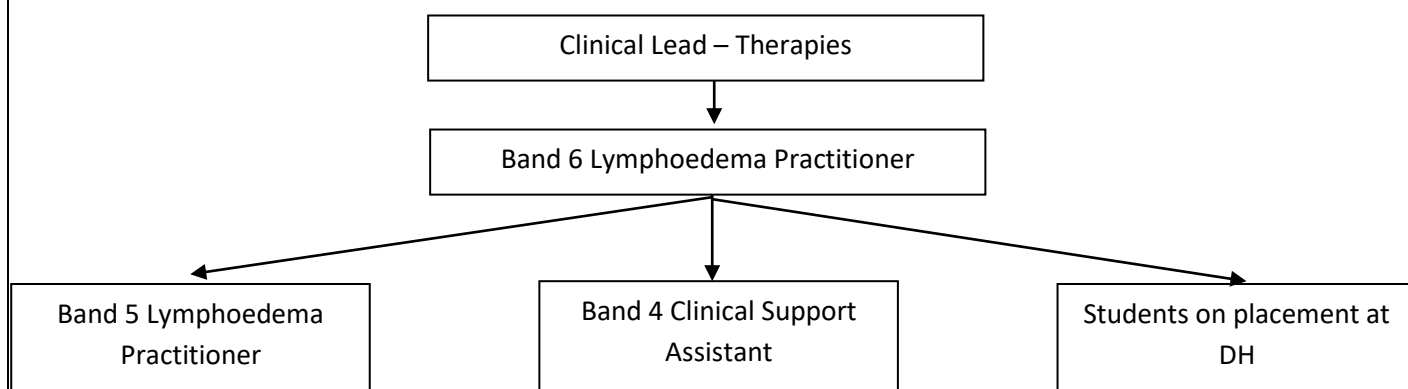 Clinical Lead – Therapies
Band 6 Lymphoedema Practitioner
Band 5 Lymphoedema
Practitioner
Band 4 Clinical Support
Assistant
Students on placement at
DH